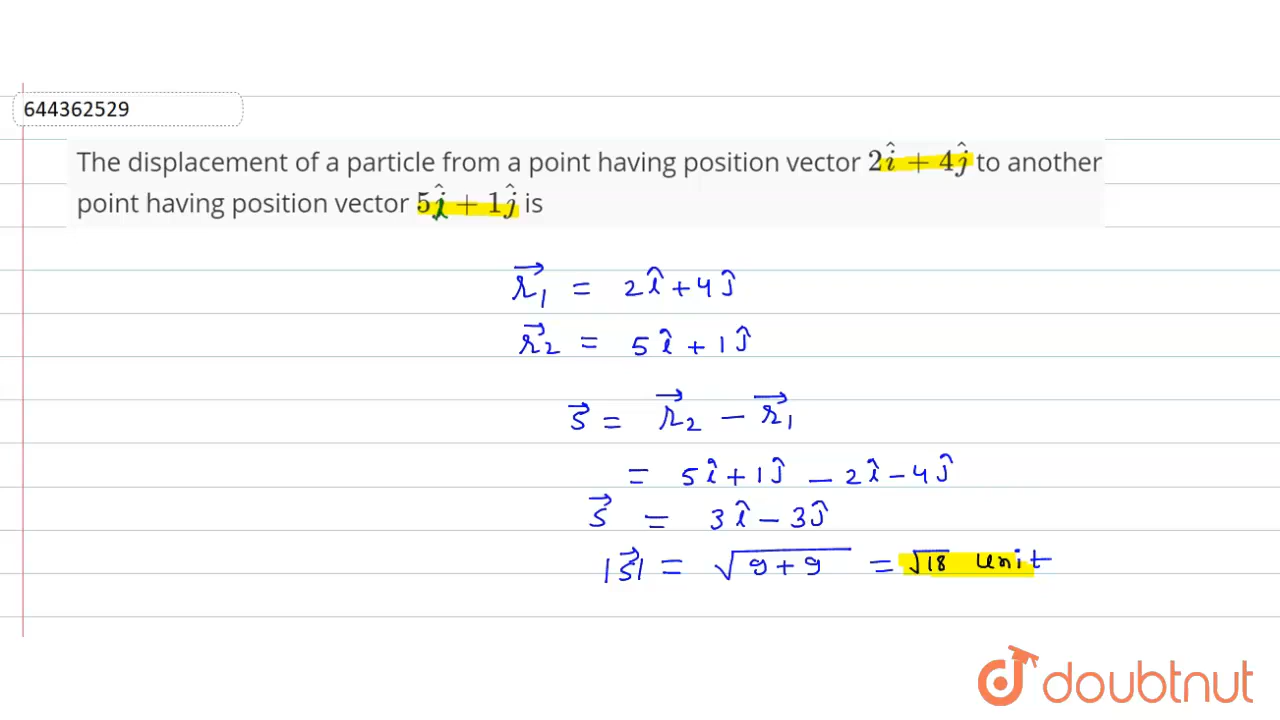 644362529
The displacement of a particle from a point having position vector 2î + 4ĵ to another
point having position vector 5î + 1ĵ is
r⃗₁ = 2î + 4ĵ
r⃗₂ = 5î + 1ĵ
s⃗ = r⃗₂ − r⃗₁
= 5î + 1ĵ − 2î − 4ĵ
s⃗ = 3î − 3ĵ
|s⃗| = √(9 + 9) = √18 unit
doubtnut